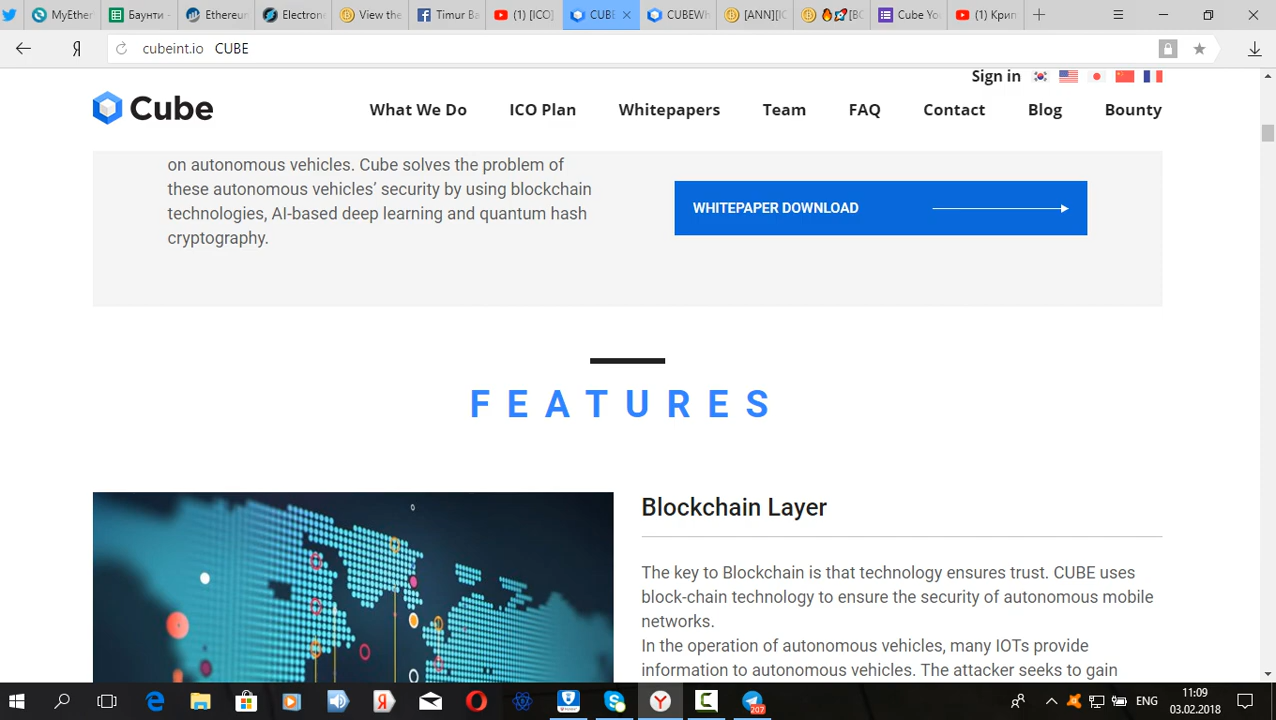 MyEther
Баунти -
Ethereun
Electrone
View the
Timur Ba
(1) [ICO]
CUBE
CUBEWh
[ANN][I
[BC
Cube Yo
(1) Крип
cubeint.io CUBE
Sign in
Cube
What We Do
ICO Plan
Whitepapers
Team
FAQ
Contact
Blog
Bounty
on autonomous vehicles. Cube solves the problem of
these autonomous vehicles' security by using blockchain
technologies, AI-based deep learning and quantum hash
cryptography.
WHITEPAPER DOWNLOAD
FEATURES
Blockchain Layer
The key to Blockchain is that technology ensures trust. CUBE uses
block-chain technology to ensure the security of autonomous mobile
networks.
In the operation of autonomous vehicles, many IOTs provide
information to autonomous vehicles. The attacker seeks to gain
207
ENG
11:09
03.02.2018